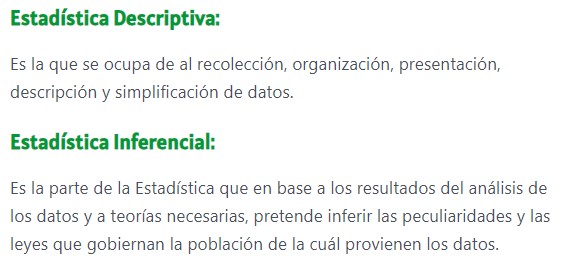 Estadística Descriptiva:
Es la que se ocupa de al recolección, organización, presentación,
descripción y simplificación de datos.
Estadística Inferencial:
Es la parte de la Estadística que en base a los resultados del análisis de
los datos y a teorías necesarias, pretende inferir las peculiaridades y las
leyes que gobiernan la población de la cuál provienen los datos.